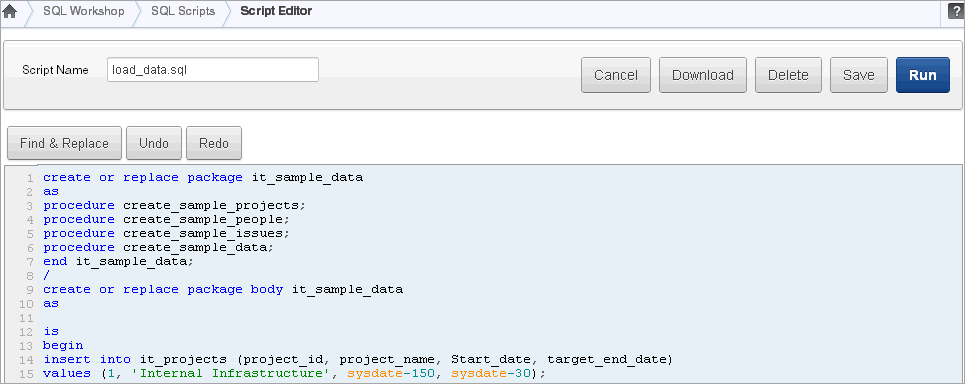 SQL Workshop SQL Scripts Script Editor ?
Script Name load_data.sql Cancel Download Delete Save Run
Find & Replace Undo Redo
1 create or replace package it_sample_data
2 as
3 procedure create_sample_projects;
4 procedure create_sample_people;
5 procedure create_sample_issues;
6 procedure create_sample_data;
7 end it_sample_data;
8 /
9 create or replace package body it_sample_data
10 as
11
12 is
13 begin
14 insert into it_projects (project_id, project_name, Start_date, target_end_date)
15 values (1, 'Internal Infrastructure', sysdate-150, sysdate-30);